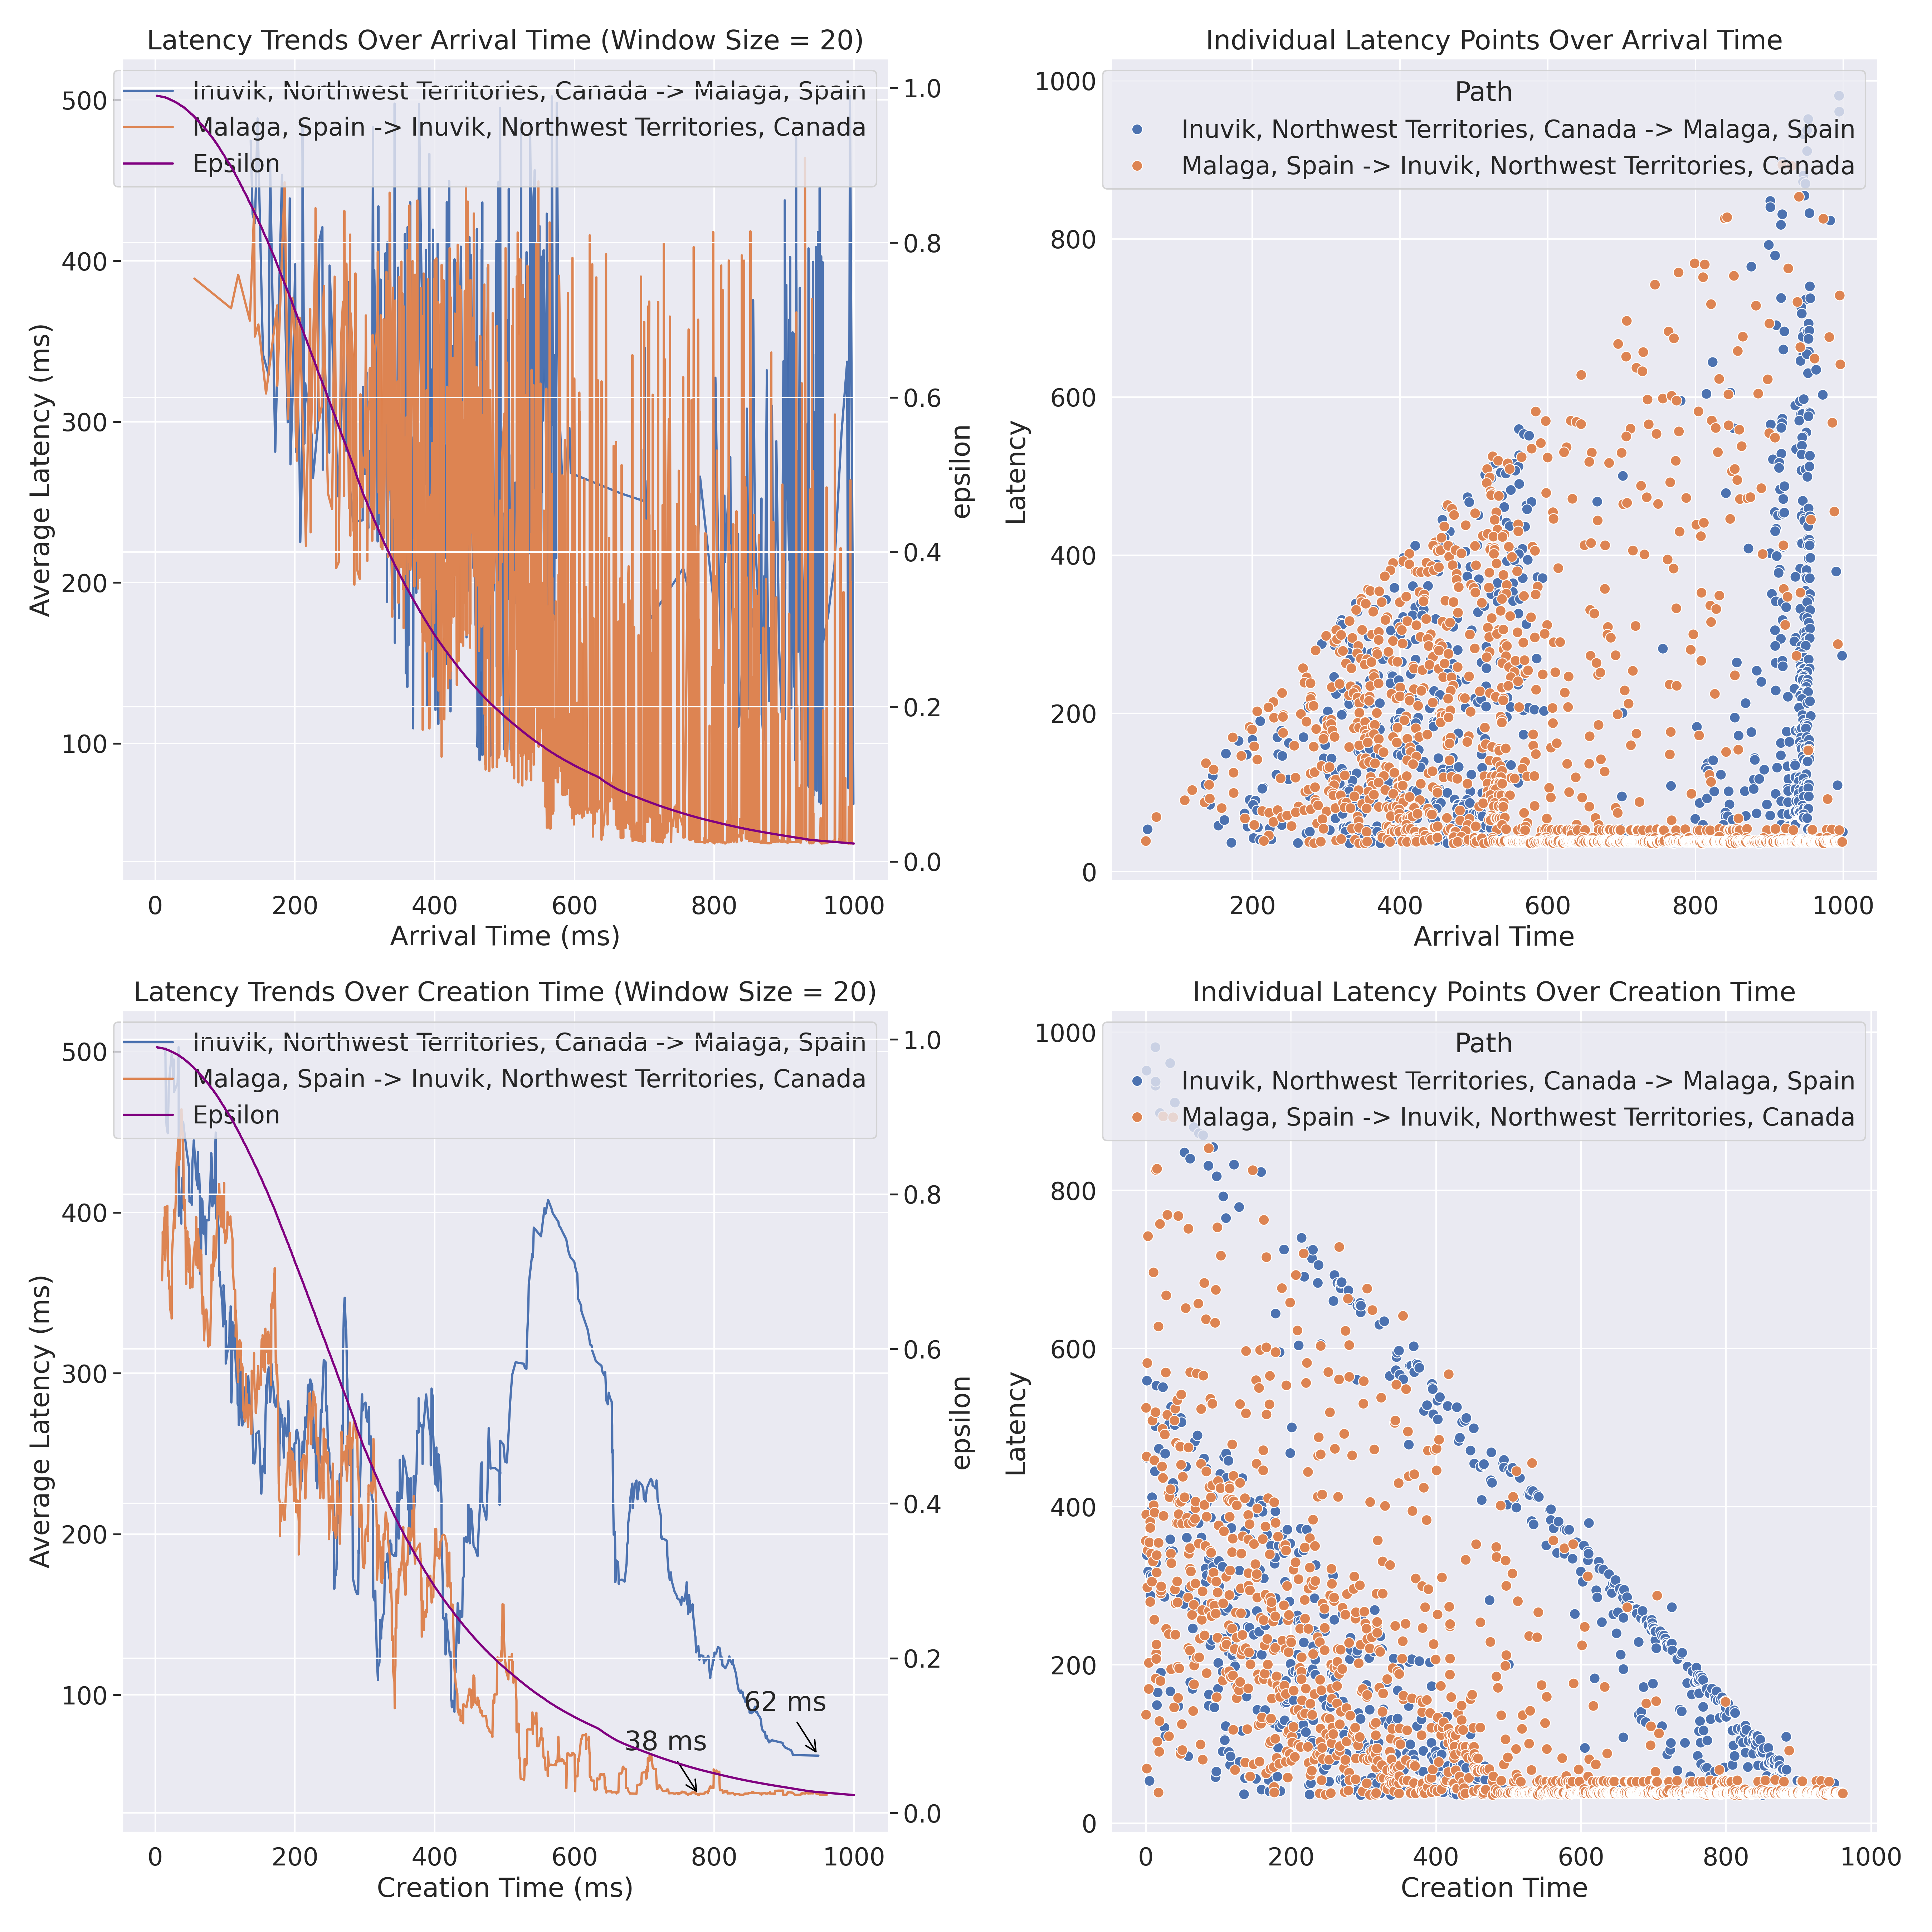 Latency Trends Over Arrival Time (Window Size = 20)
Inuvik, Northwest Territories, Canada -> Malaga, Spain
Malaga, Spain -> Inuvik, Northwest Territories, Canada
Epsilon
500
400
300
200
100
Average Latency (ms)
1.0
0.8
0.6
0.4
0.2
0.0
epsilon
0 200 400 600 800 1000
Arrival Time (ms)
Individual Latency Points Over Arrival Time
Path
Inuvik, Northwest Territories, Canada -> Malaga, Spain
Malaga, Spain -> Inuvik, Northwest Territories, Canada
1000
800
600
400
200
0
Latency
200 400 600 800 1000
Arrival Time
Latency Trends Over Creation Time (Window Size = 20)
Inuvik, Northwest Territories, Canada -> Malaga, Spain
Malaga, Spain -> Inuvik, Northwest Territories, Canada
Epsilon
500
400
300
200
100
Average Latency (ms)
62 ms
38 ms
1.0
0.8
0.6
0.4
0.2
0.0
epsilon
0 200 400 600 800 1000
Creation Time (ms)
Individual Latency Points Over Creation Time
Path
Inuvik, Northwest Territories, Canada -> Malaga, Spain
Malaga, Spain -> Inuvik, Northwest Territories, Canada
1000
800
600
400
200
0
Latency
0 200 400 600 800 1000
Creation Time